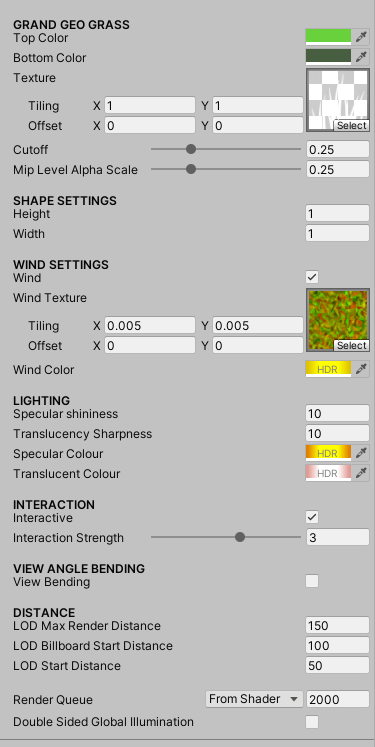 GRAND GEO GRASS
Top Color
Bottom Color
Texture
Tiling X 1 Y 1
Offset X 0 Y 0
Select
Cutoff 0.25
Mip Level Alpha Scale 0.25
SHAPE SETTINGS
Height 1
Width 1
WIND SETTINGS
Wind
Wind Texture
Tiling X 0.005 Y 0.005
Offset X 0 Y 0
Select
Wind Color HDR
LIGHTING
Specular shininess 10
Translucency Sharpness 10
Specular Colour HDR
Translucent Colour HDR
INTERACTION
Interactive
Interaction Strength 3
VIEW ANGLE BENDING
View Bending
DISTANCE
LOD Max Render Distance 150
LOD Billboard Start Distance 100
LOD Start Distance 50
Render Queue From Shader 2000
Double Sided Global Illumination